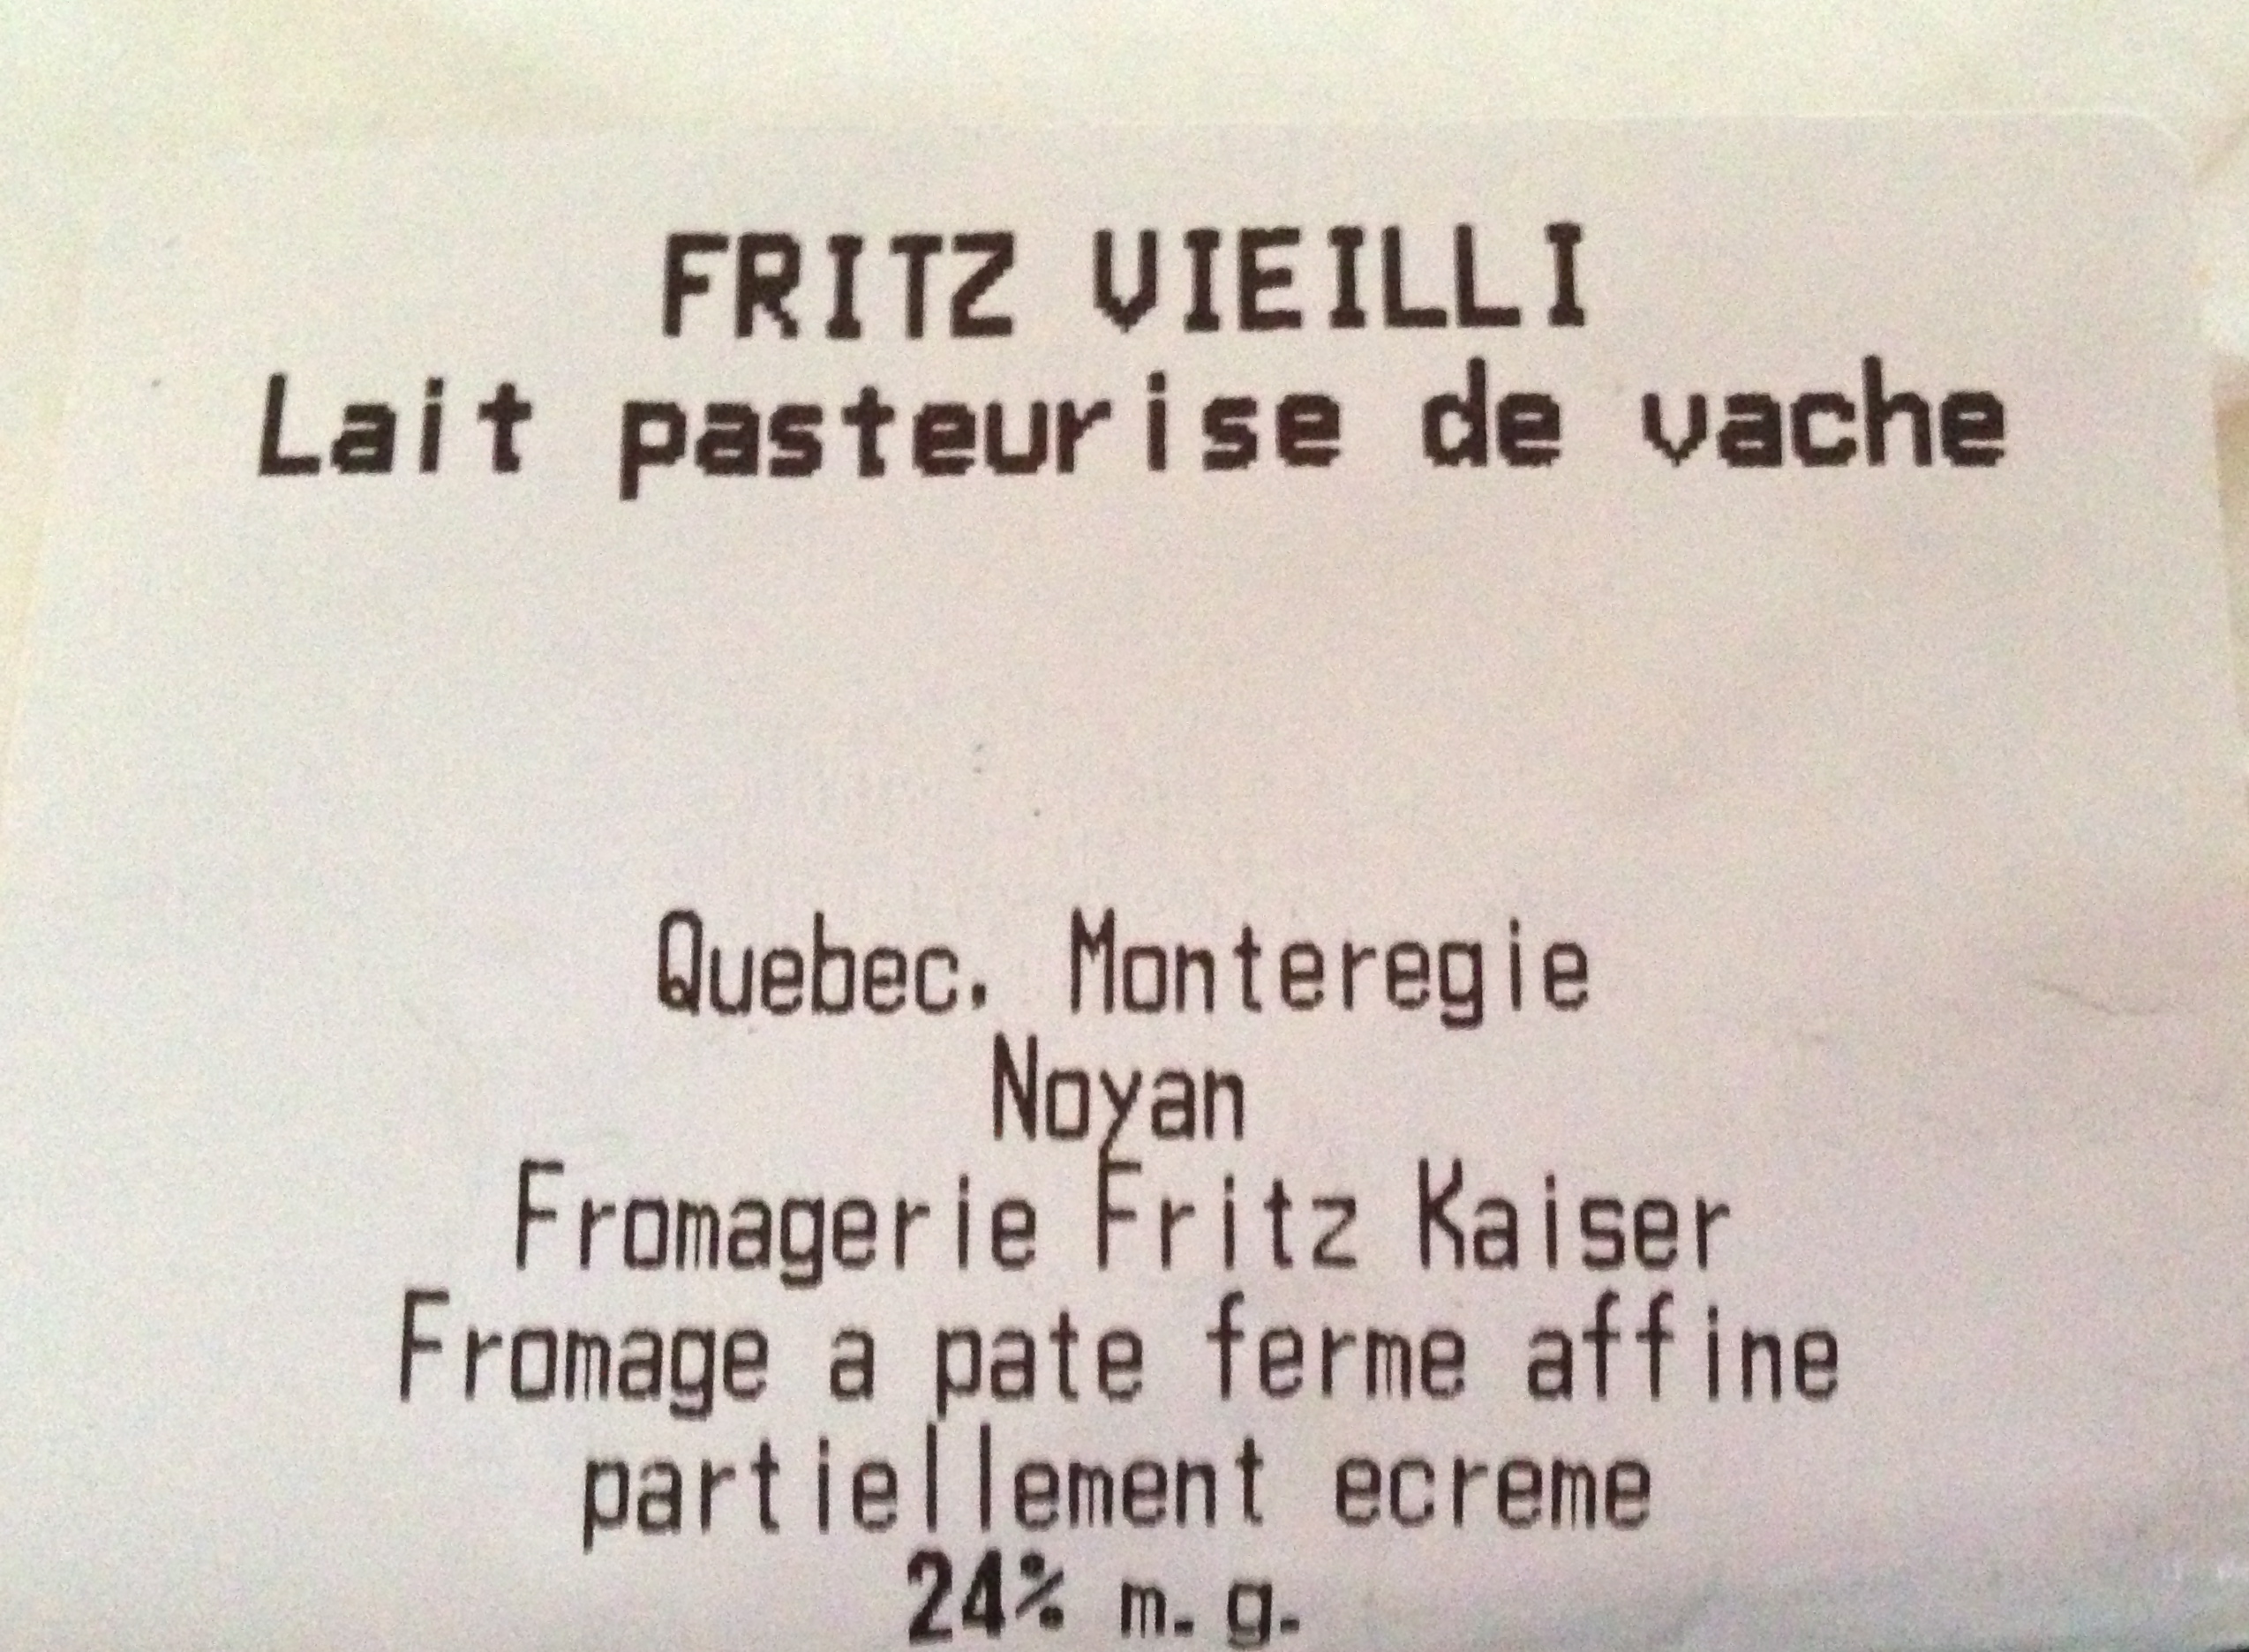 FRITZ VIEILLI
Lait pasteurise de vache
Quebec. Monteregie
Noyan
Fromagerie Fritz Kaiser
Fromage a pate ferme affine
partiellement ecreme
24% m.g.